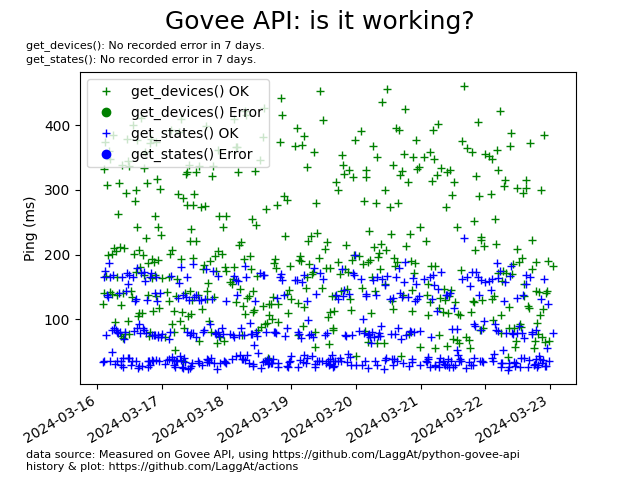 Govee API: is it working?
get_devices(): No recorded error in 7 days.
get_states(): No recorded error in 7 days.
get_devices() OK
get_devices() Error
get_states() OK
get_states() Error
400
300
200
100
Ping (ms)
2024-03-16
2024-03-17
2024-03-18
2024-03-19
2024-03-20
2024-03-21
2024-03-22
2024-03-23
data source: Measured on Govee API, using https://github.com/LaggAt/python-govee-api
history & plot: https://github.com/LaggAt/actions